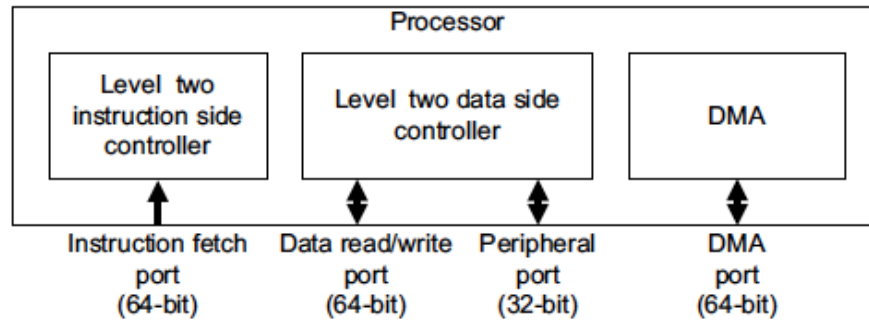 Processor
Level two
instruction side
controller
Level two data side
controller
DMA
Instruction fetch
port
(64-bit)
Data read/write
port
(64-bit)
Peripheral
port
(32-bit)
DMA
port
(64-bit)